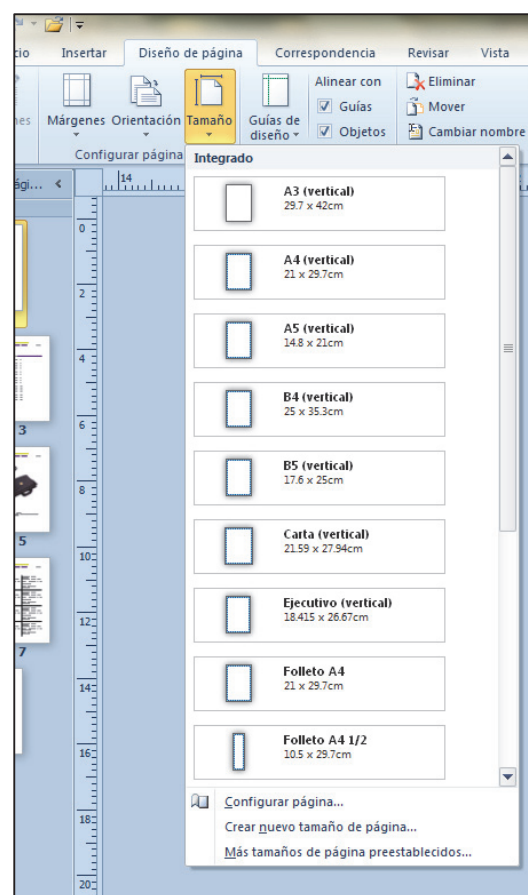 cio Insertar Diseño de página Correspondencia Revisar Vista
nes Márgenes Orientación Tamaño Guías de diseño Alinear con Guías Objetos Eliminar Mover Cambiar nombre
Configurar página
ági...
14
Integrado
A3 (vertical)
29.7 x 42cm
A4 (vertical)
21 x 29.7cm
A5 (vertical)
14.8 x 21cm
B4 (vertical)
25 x 35.3cm
B5 (vertical)
17.6 x 25cm
Carta (vertical)
21.59 x 27.94cm
Ejecutivo (vertical)
18.415 x 26.67cm
Folleto A4
21 x 29.7cm
Folleto A4 1/2
10.5 x 29.7cm
Configurar página...
Crear nuevo tamaño de página...
Más tamaños de página preestablecidos...
0
2
4
6
8
10
12
14
16
18
20
3
5
7